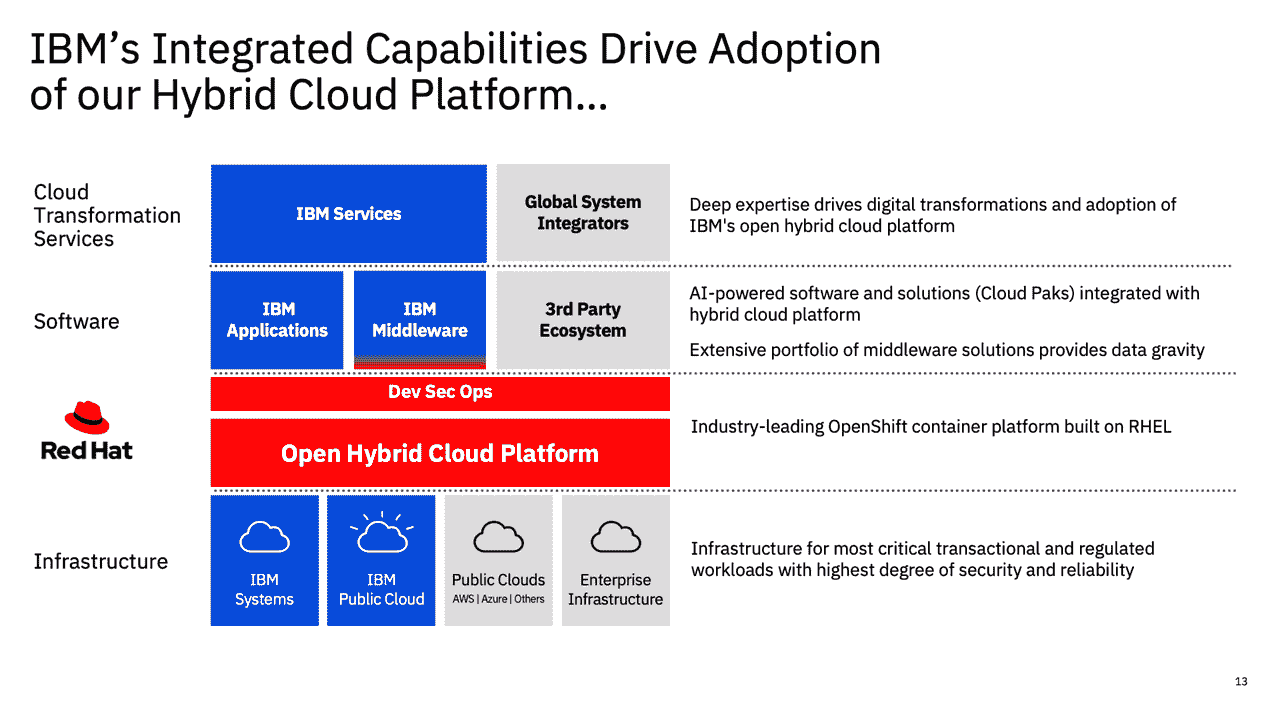 IBM’s Integrated Capabilities Drive Adoption
of our Hybrid Cloud Platform...
Cloud
Transformation
Services
IBM Services
Global System
Integrators
Deep expertise drives digital transformations and adoption of
IBM's open hybrid cloud platform
Software
IBM
Applications
IBM
Middleware
3rd Party
Ecosystem
AI-powered software and solutions (Cloud Paks) integrated with
hybrid cloud platform
Extensive portfolio of middleware solutions provides data gravity
Red Hat
Dev Sec Ops
Open Hybrid Cloud Platform
Industry-leading OpenShift container platform built on RHEL
Infrastructure
IBM
Systems
IBM
Public Cloud
Public Clouds
AWS | Azure | Others
Enterprise
Infrastructure
Infrastructure for most critical transactional and regulated
workloads with highest degree of security and reliability
13